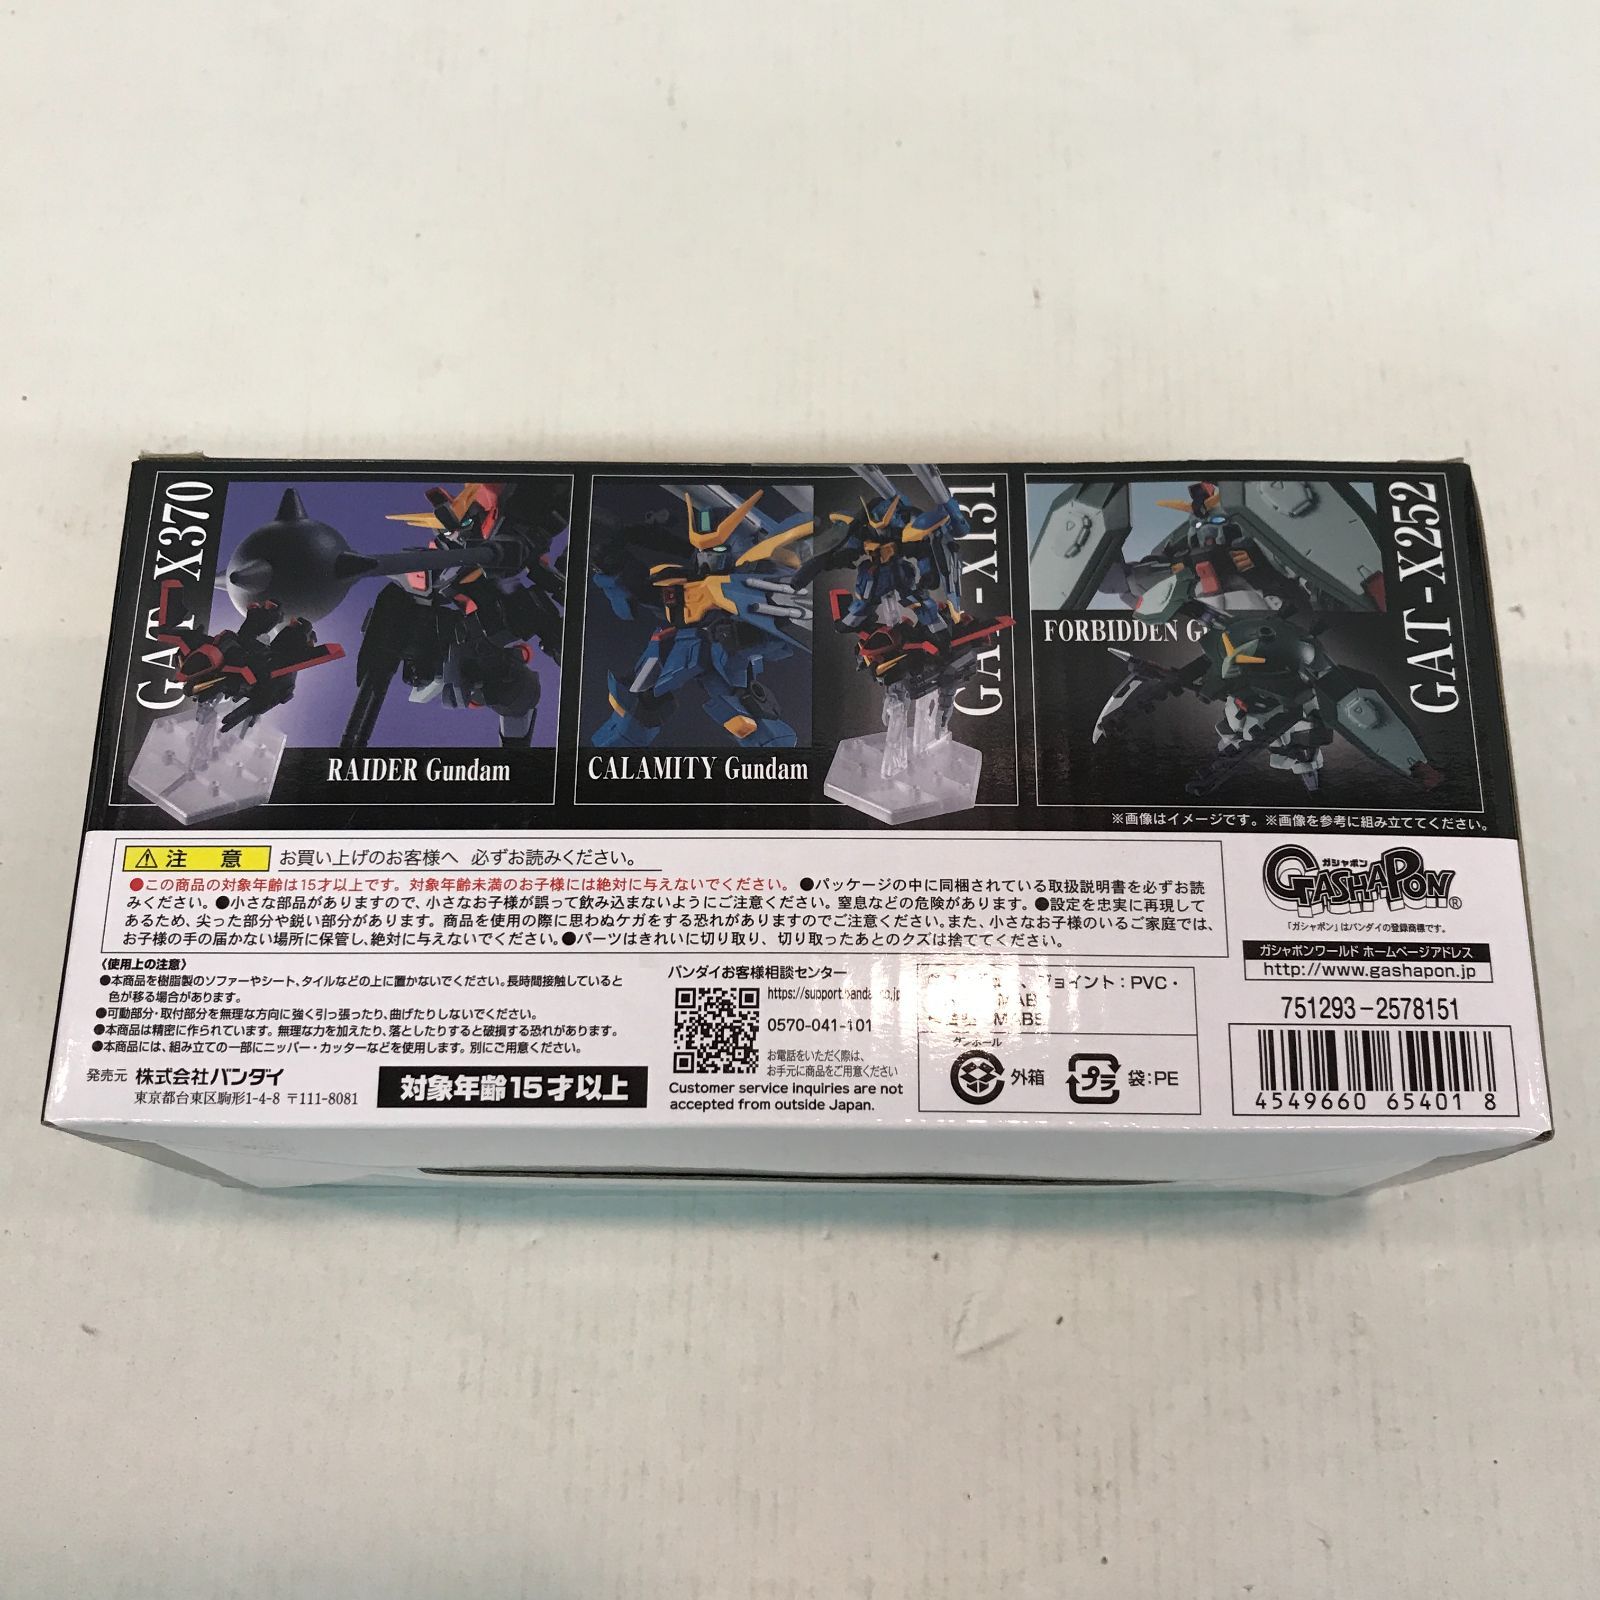 GAT-X370
RAIDER Gundam
CALAMITY Gundam
X131
FORBIDDEN
GAT-X252
※画像はイメージです。※画像を参考に組み立ててください。
注 意 お買い上げのお客様へ 必ずお読みください。
●この商品の対象年齢は15才以上です。対象年齢未満のお子様には絶対に与えないでください。●パッケージの中に同梱されている取扱説明書を必ずお読
みください。●小さな部品がありますので、小さなお子様が誤って飲み込まないようにご注意ください。窒息などの危険があります。●設定を忠実に再現して
あるため、尖った部分や鋭い部分があります。商品を使用の際に思わぬケガをする恐れがありますのでご注意ください。また、小さなお子様のいるご家庭では、
お子様の手の届かない場所に保管し、絶対に与えないでください。●パーツはきれいに切り取り、切り取ったあとのクズは捨ててください。
〈使用上の注意〉
●本商品を樹脂製のソファーやシート、タイルなどの上に置かないでください。長時間接触していると
色が移る場合があります。
●可動部分・取付部分を無理な方向に強く引っ張ったり、曲げたりしないでください。
●本商品は精密に作られています。無理な力を加えたり、落としたりすると破損する恐れがあります。
●本商品には、組み立ての一部にニッパー・カッターなどを使用します。別にご用意ください。
発売元 株式会社バンダイ
東京都台東区駒形1-4-8 〒111-8081
対象年齢15才以上
バンダイお客様相談センター
0570-041-101
お電話をいただく際は、
お手元に商品をご用意ください
Customer service inquiries are not
accepted from outside Japan.
ジョイント：PVC・
ダンボール
外箱
プラ
袋：PE
ガシャポン
GASHAPON®
「ガシャポン」はバンダイの登録商標です。
ガシャポンワールド ホームページアドレス
http://www.gashapon.jp
751293-2578151
4549660 65401 8